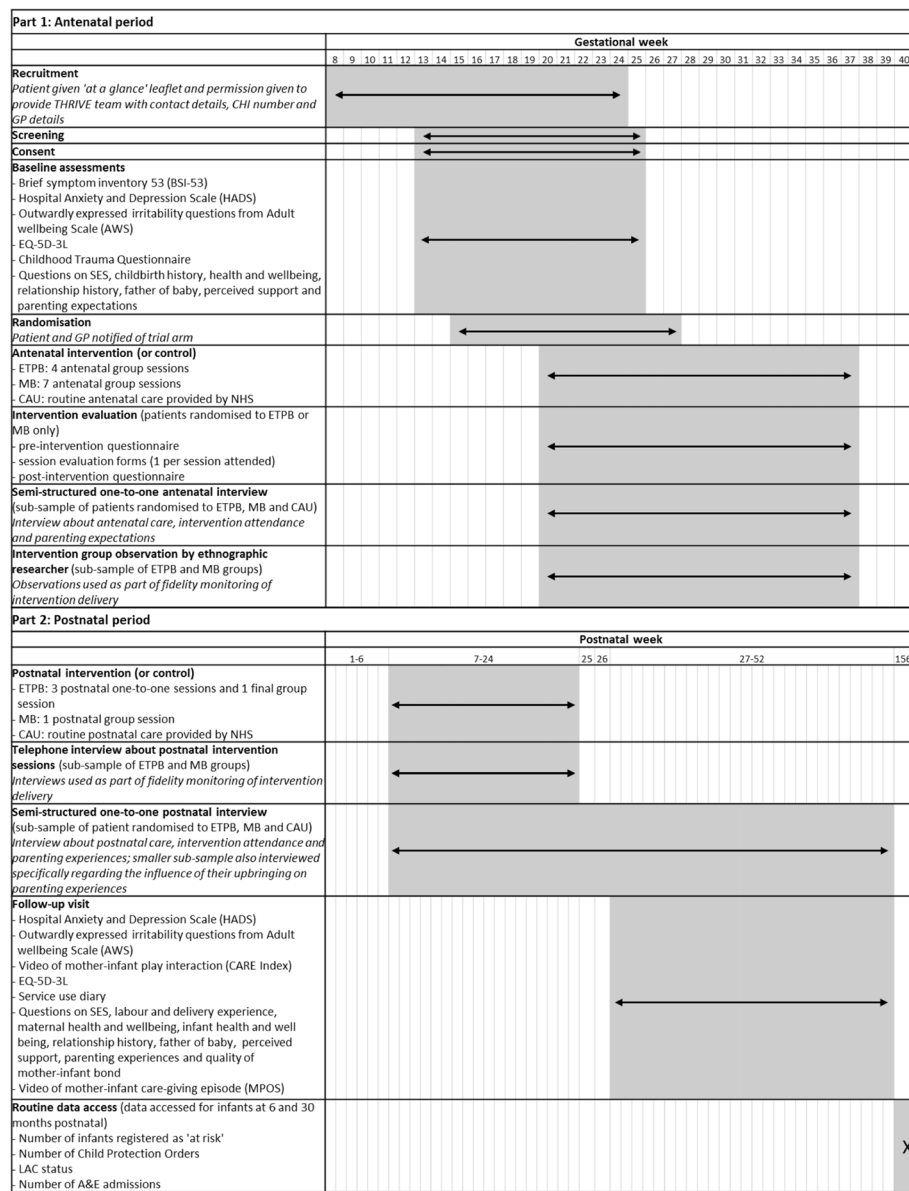 Part 1: Antenatal period
Gestational week
8 9 10 11 12 13 14 15 16 17 18 19 20 21 22 23 24 25 26 27 28 29 30 31 32 33 34 35 36 37 38 39 40
Recruitment
Patient given 'at a glance' leaflet and permission given to
provide THRIVE team with contact details, CHI number and
GP details
Screening
Consent
Baseline assessments
- Brief symptom inventory 53 (BSI-53)
- Hospital Anxiety and Depression Scale (HADS)
- Outwardly expressed irritability questions from Adult
wellbeing Scale (AWS)
- EQ-5D-3L
- Childhood Trauma Questionnaire
- Questions on SES, childbirth history, health and wellbeing,
relationship history, father of baby, perceived support and
parenting expectations
Randomisation
Patient and GP notified of trial arm
Antenatal intervention (or control)
- ETPB: 4 antenatal group sessions
- MB: 7 antenatal group sessions
- CAU: routine antenatal care provided by NHS
Intervention evaluation (patients randomised to ETPB or
MB only)
- pre-intervention questionnaire
- session evaluation forms (1 per session attended)
- post-intervention questionnaire
Semi-structured one-to-one antenatal interview
(sub-sample of patients randomised to ETPB, MB and CAU)
Interview about antenatal care, intervention attendance
and parenting expectations
Intervention group observation by ethnographic
researcher (sub-sample of ETPB and MB groups)
Observations used as part of fidelity monitoring of
intervention delivery
Part 2: Postnatal period
Postnatal week
1-6 7-24 25 26 27-52 156
Postnatal intervention (or control)
- ETPB: 3 postnatal one-to-one sessions and 1 final group
session
- MB: 1 postnatal group session
- CAU: routine postnatal care provided by NHS
Telephone interview about postnatal intervention
sessions (sub-sample of ETPB and MB groups)
Interviews used as part of fidelity monitoring of intervention
delivery
Semi-structured one-to-one postnatal interview
(sub-sample of patient randomised to ETPB, MB and CAU)
Interview about postnatal care, intervention attendance and
parenting experiences; smaller sub-sample also interviewed
specifically regarding the influence of their upbringing on
parenting experiences
Follow-up visit
- Hospital Anxiety and Depression Scale (HADS)
- Outwardly expressed irritability questions from Adult
wellbeing Scale (AWS)
- Video of mother-infant play interaction (CARE Index)
- EQ-5D-3L
- Service use diary
- Questions on SES, labour and delivery experience,
maternal health and wellbeing, infant health and well
being, relationship history, father of baby, perceived
support, parenting experiences and quality of
mother-infant bond
- Video of mother-infant care-giving episode (MPOS)
Routine data access (data accessed for infants at 6 and 30
months postnatal)
- Number of infants registered as 'at risk'
- Number of Child Protection Orders
X
- LAC status
- Number of A&E admissions